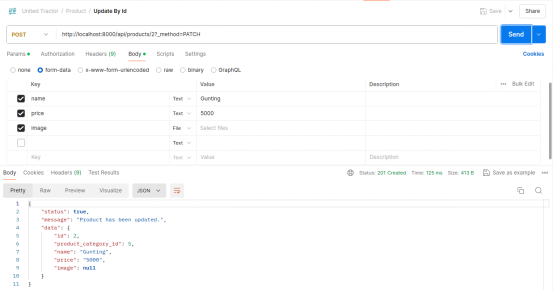 United Tractor / Product / Update By Id
Save
Share
POST
http://localhost:8000/api/products/2?_method=PATCH
Send
Params
Authorization
Headers (9)
Body
Scripts
Settings
Cookies
none
form-data
x-www-form-urlencoded
raw
binary
GraphQL
Key
Value
Description
Bulk Edit
name
Text
Gunting
price
Text
5000
image
File
Select files
Text
Key
Text
Value
Description
Body
Cookies
Headers (9)
Test Results
Status: 201 Created
Time: 125 ms
Size: 413 B
Save as example
Pretty
Raw
Preview
Visualize
JSON
1 {
2 "status": true,
3 "message": "Product has been updated.",
4 "data": {
5 "id": 2,
6 "product_category_id": 5,
7 "name": "Gunting",
8 "price": "5000",
9 "image": null
10 }
11 }